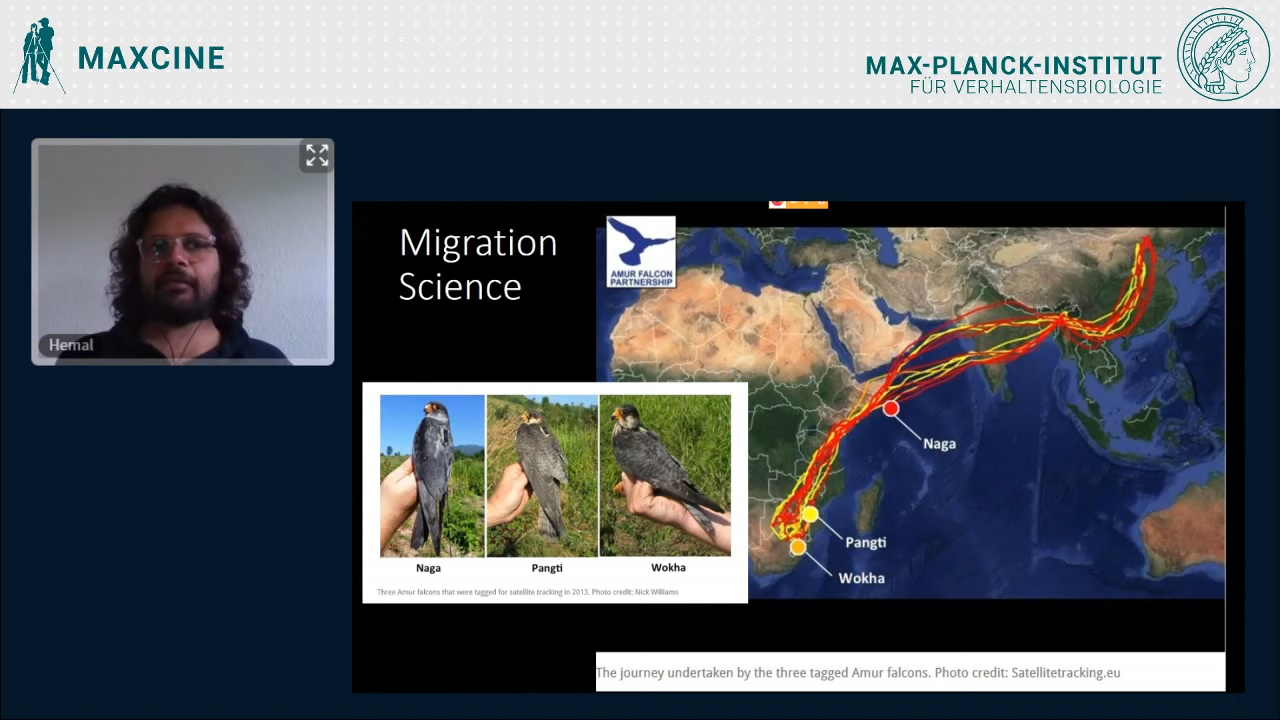 MAXCINE
MAX-PLANCK-INSTITUT
FÜR VERHALTENSBIOLOGIE
Hemal
Migration
Science
AMUR FALCON
PARTNERSHIP
Naga
Pangti
Wokha
Naga
Pangti
Wokha
Three Amur falcons that were tagged for satellite tracking in 2013. Photo credit: Nick Williams
The journey undertaken by the three tagged Amur falcons. Photo credit: Satellitetracking.eu